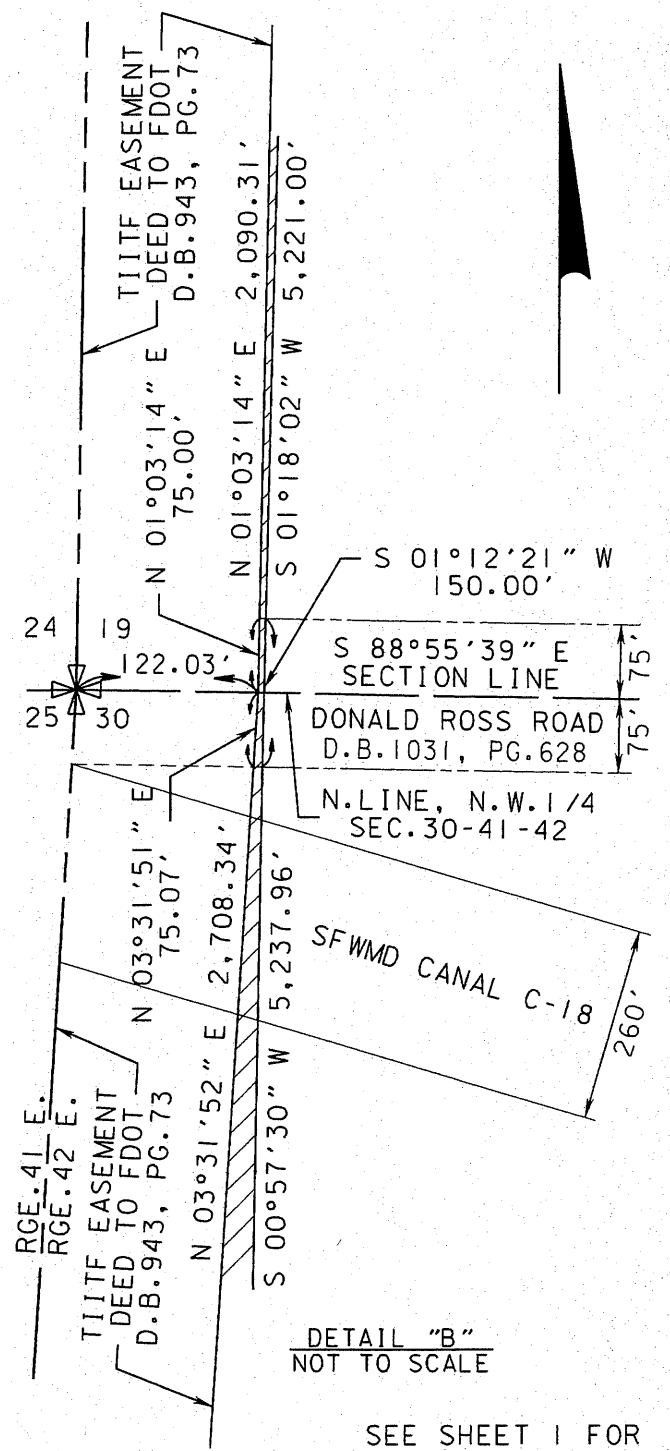 TIITF EASEMENT
DEED TO FDOT
D.B.943, PG.73
N 01°03'14" E
75.00'
N 01°03'14" E 2,090.31'
S 01°18'02" W 5,221.00'
S 01°12'21" W
150.00'
24 19
122.03'
25 30
S 88°55'39" E
SECTION LINE
75'
DONALD ROSS ROAD
D.B.1031, PG.628
75'
N.LINE, N.W.1/4
SEC.30-41-42
N 03°31'51" E
75.07'
N 03°31'52" E 2,708.34'
S 00°57'30" W 5,237.96'
SFWMD CANAL C-18
260'
RGE.41 E.
RGE.42 E.
TIITF EASEMENT
DEED TO FDOT
D.B.943, PG.73
DETAIL "B"
NOT TO SCALE
SEE SHEET 1 FOR